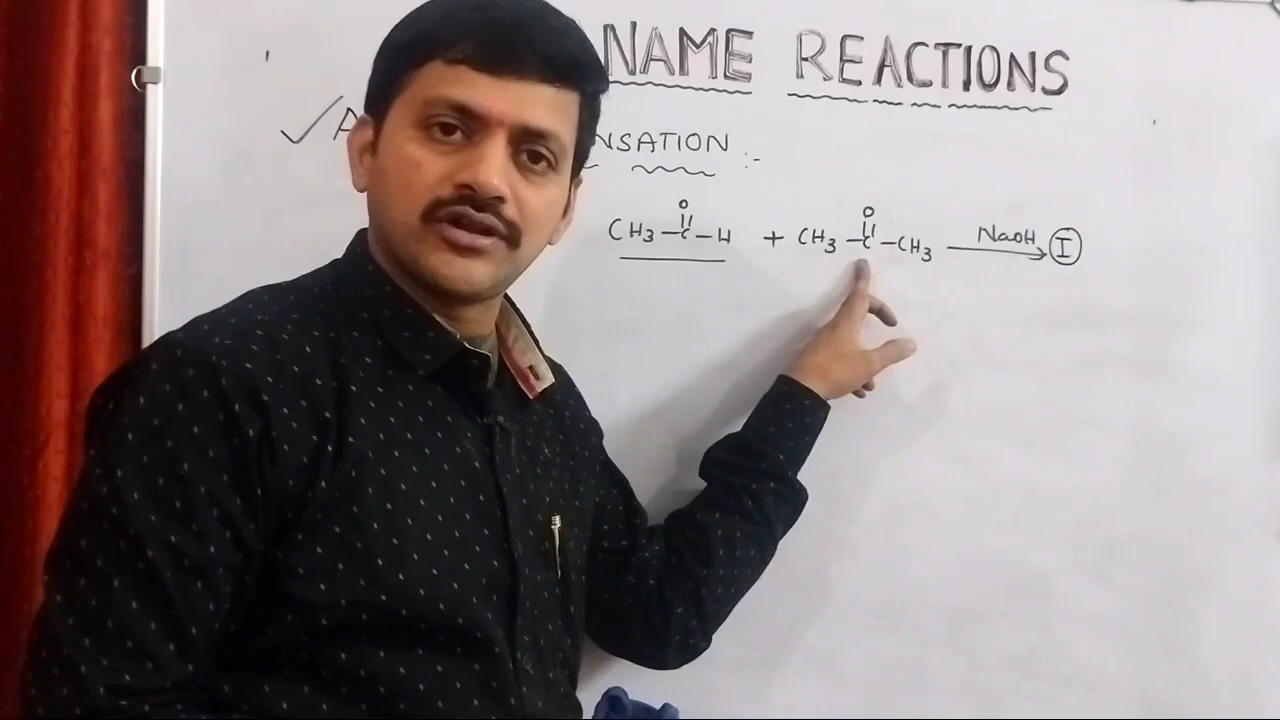 NAME REACTIONS
✓ A NSATION :-
CH3-C(=O)-H + CH3-C(=O)-CH3 NaOH→ I